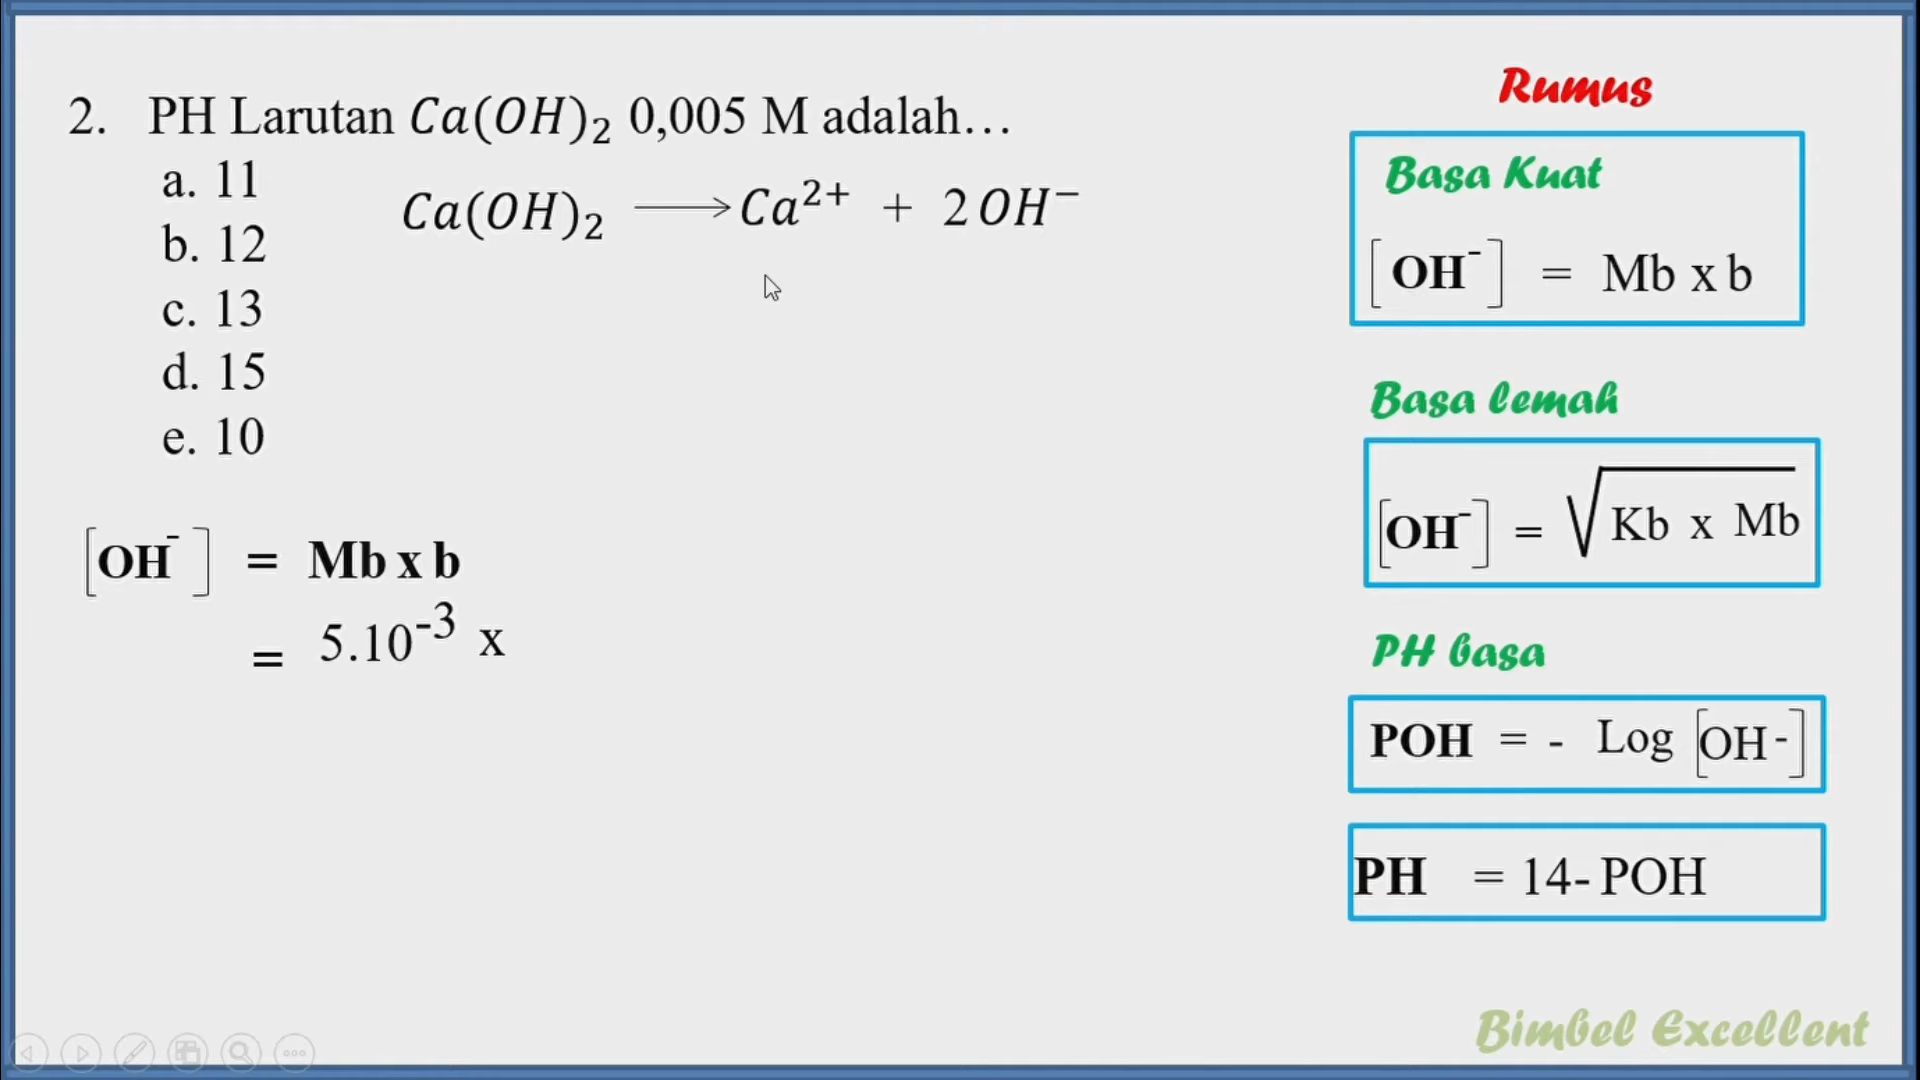 2. PH Larutan Ca(OH)₂ 0,005 M adalah...
a. 11
b. 12
c. 13
d. 15
e. 10
Ca(OH)₂ ⟶ Ca²⁺ + 2OH⁻
[OH⁻] = Mb x b
= 5.10⁻³ x
Rumus
Basa Kuat
[OH⁻] = Mb x b
Basa lemah
[OH⁻] = √Kb x Mb
PH basa
POH = - Log [OH⁻]
PH = 14- POH
Bimbel Excellent